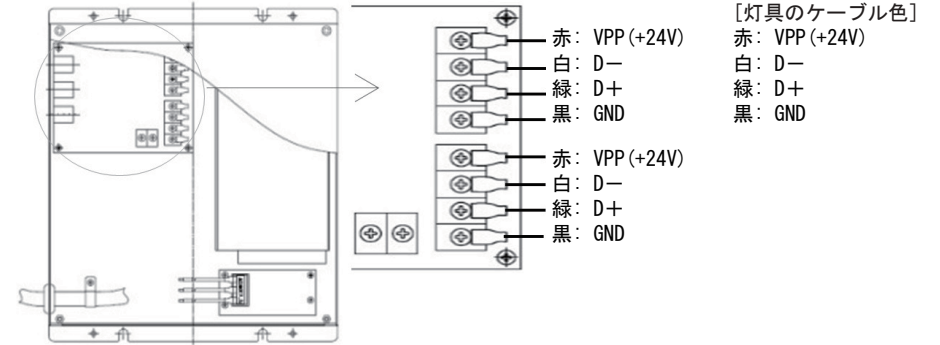 赤: VPP(+24V)
白: D－
緑: D＋
黒: GND
赤: VPP(+24V)
白: D－
緑: D＋
黒: GND
[灯具のケーブル色]
赤: VPP(+24V)
白: D－
緑: D＋
黒: GND